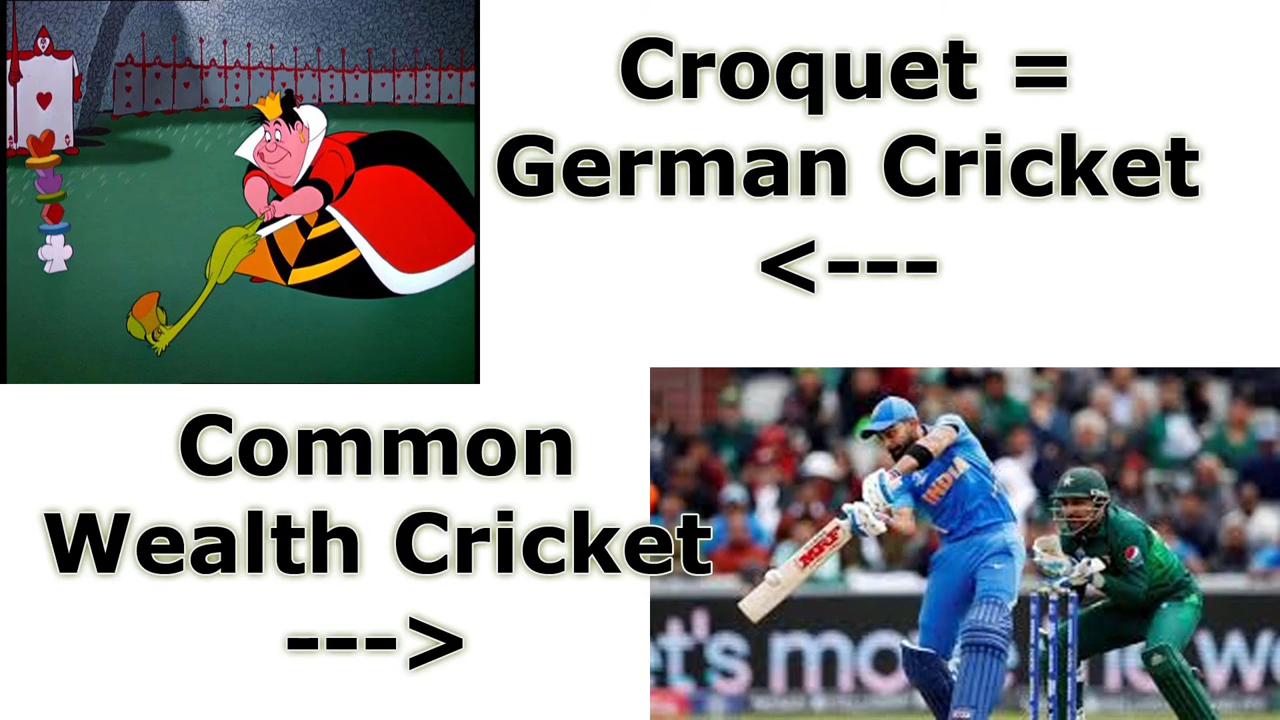 Croquet =
German Cricket
<---
Common
Wealth Cricket
--->
INDIA
MRF